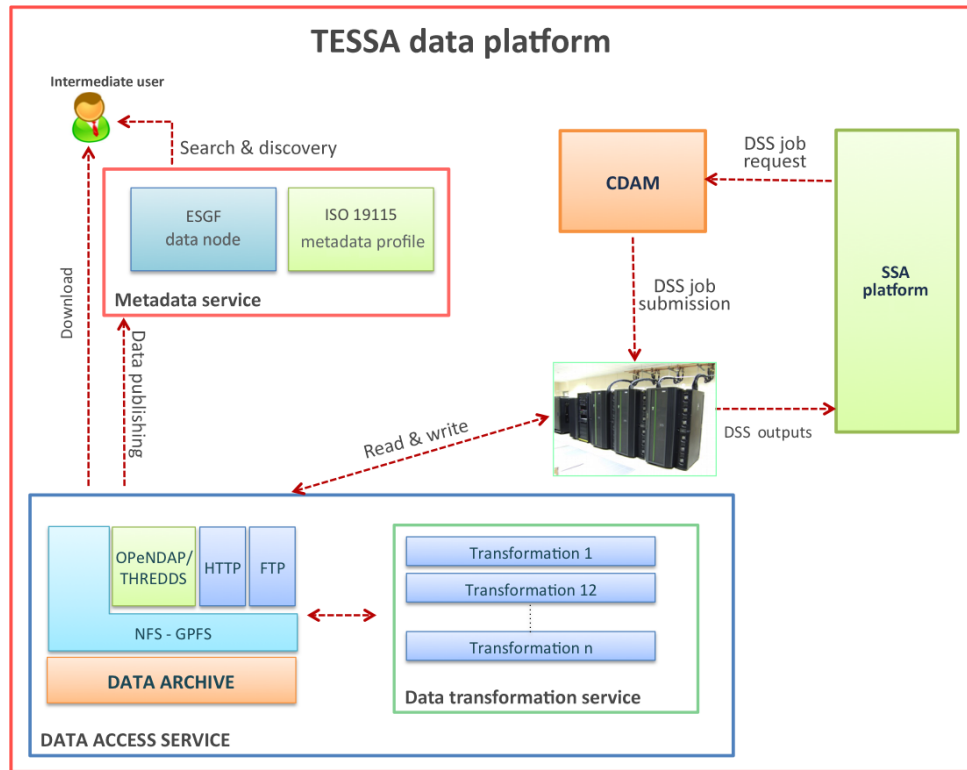 TESSA data platform
Intermediate user
Search & discovery
ESGF
data node
ISO 19115
metadata profile
Metadata service
Download
Data publishing
CDAM
DSS job
request
SSA
platform
DSS job
submission
Read & write
DSS outputs
OPeNDAP/
THREDDS
HTTP
FTP
NFS - GPFS
DATA ARCHIVE
Transformation 1
Transformation 12
Transformation n
Data transformation service
DATA ACCESS SERVICE